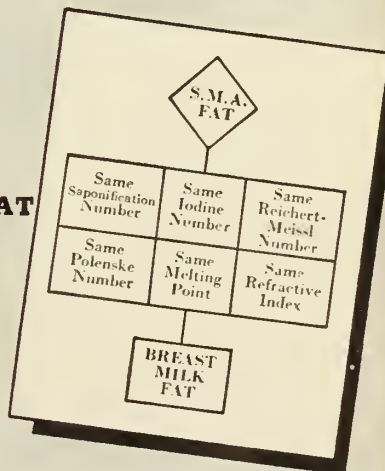 S.M.A.
FAT
AT
Same
Saponification
Number
Same
Iodine
Number
Same
Reichert-
Meissl
Number
Same
Polenske
Number
Same
Melting
Point
Same
Refractive
Index
BREAST
MILK
FAT